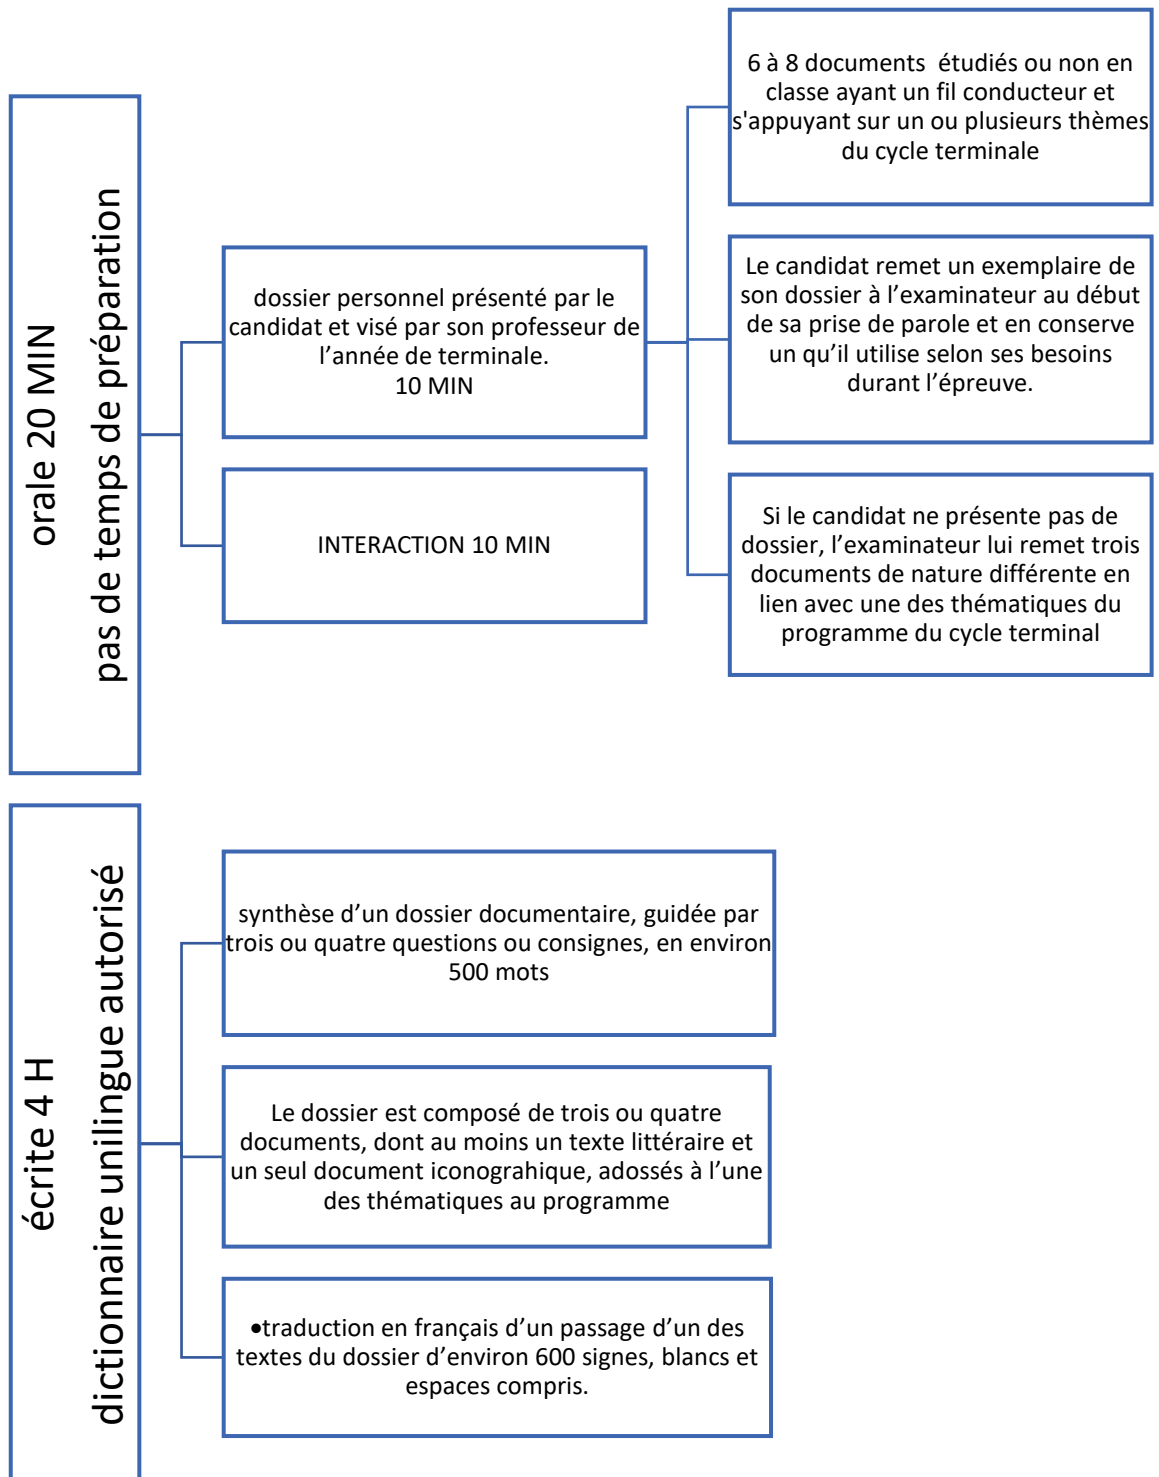 orale 20 MIN
pas de temps de préparation
dossier personnel présenté par le
candidat et visé par son professeur de
l’année de terminale.
10 MIN
INTERACTION 10 MIN
6 à 8 documents  étudiés ou non en
classe ayant un fil conducteur et
s'appuyant sur un ou plusieurs thèmes
du cycle terminale
Le candidat remet un exemplaire de
son dossier à l’examinateur au début
de sa prise de parole et en conserve
un qu’il utilise selon ses besoins
durant l’épreuve.
Si le candidat ne présente pas de
dossier, l’examinateur lui remet trois
documents de nature différente en
lien avec une des thématiques du
programme du cycle terminal
écrite 4 H
dictionnaire unilingue autorisé
synthèse d’un dossier documentaire, guidée par
trois ou quatre questions ou consignes, en environ
500 mots
Le dossier est composé de trois ou quatre
documents, dont au moins un texte littéraire et
un seul document iconograhique, adossés à l’une
des thématiques au programme
•traduction en français d’un passage d’un des
textes du dossier d’environ 600 signes, blancs et
espaces compris.